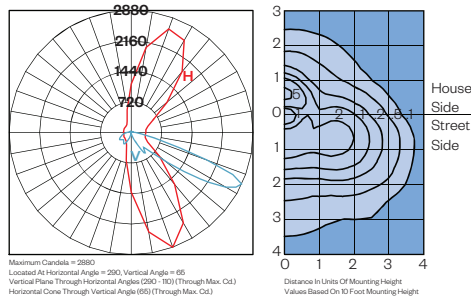 2880
2160
1440
720
H
V
Maximum Candela = 2880
Located At Horizontal Angle = 290, Vertical Angle = 65
Vertical Plane Through Horizontal Angles (290 - 110) (Through Max. Cd.)
Horizontal Cone Through Vertical Angle (65) (Through Max. Cd.)
3
2
1
0
1
2
3
4
5
1 2 .1 .2 .5 .1
House
Side
Street
Side
0 1 2 3 4
Distance In Units Of Mounting Height
Values Based On 10 Foot Mounting Height